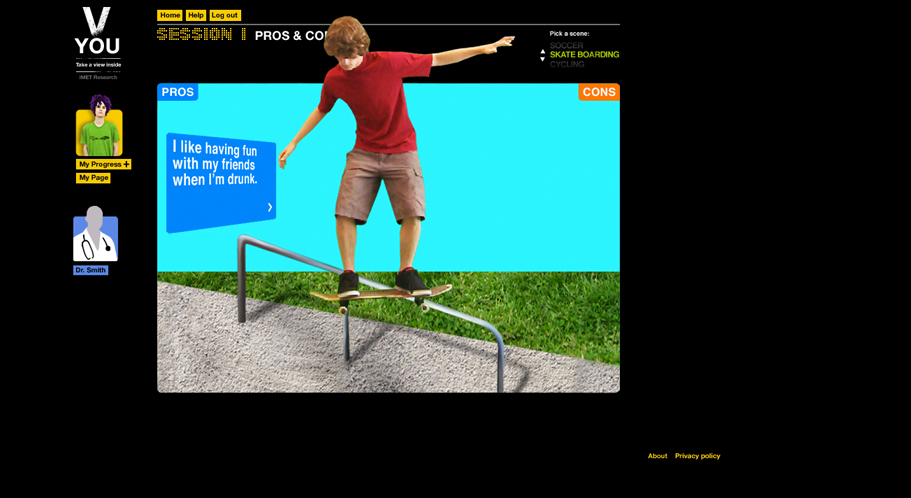 Home Help Log out
V
YOU
Take a view inside
iMET Research
SESSION 1 PROS & CO
Pick a scene:
SOCCER
SKATE BOARDING
CYCLING
PROS
CONS
I like having fun
with my friends
when I'm drunk.
My Progress +
My Page
Dr. Smith
About Privacy policy